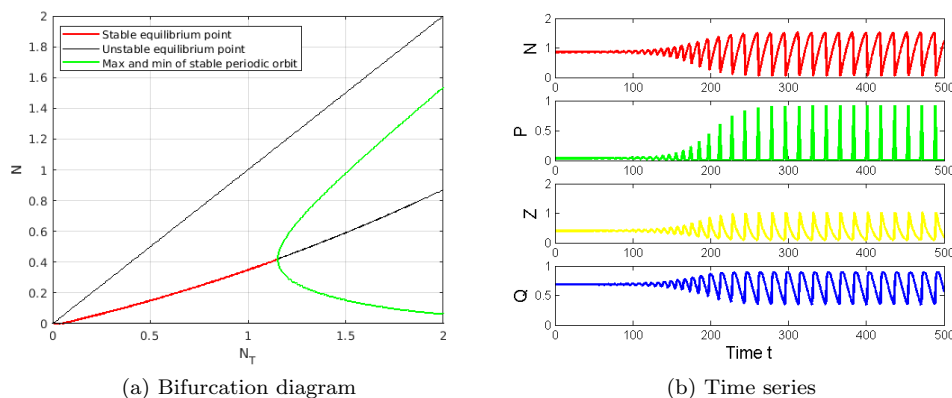 2
1.8
1.6
1.4
1.2
1
0.8
0.6
0.4
0.2
0
N
Stable equilibrium point
Unstable equilibrium point
Max and min of stable periodic orbit
0 0.5 1 1.5 2
N_T
(a) Bifurcation diagram
2
1
0
N
0 100 200 300 400 500
1
0.5
0
P
0 100 200 300 400 500
2
1
0
Z
0 100 200 300 400 500
1
0.5
0
Q
0 100 200 300 400 500
Time t
(b) Time series